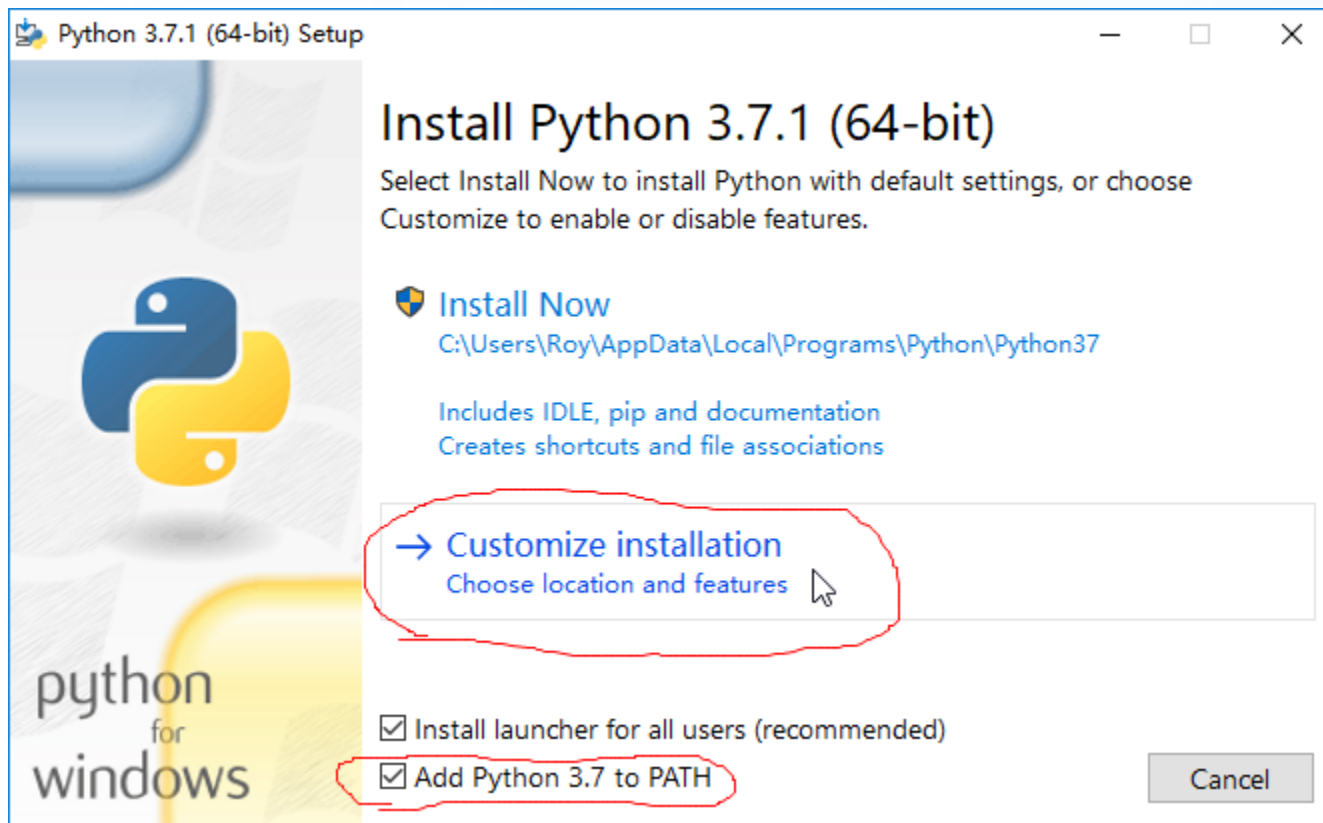 Python 3.7.1 (64-bit) Setup
Install Python 3.7.1 (64-bit)
Select Install Now to install Python with default settings, or choose
Customize to enable or disable features.
Install Now
C:\Users\Roy\AppData\Local\Programs\Python\Python37
Includes IDLE, pip and documentation
Creates shortcuts and file associations
Customize installation
Choose location and features
python
for
windows
Install launcher for all users (recommended)
Add Python 3.7 to PATH
Cancel